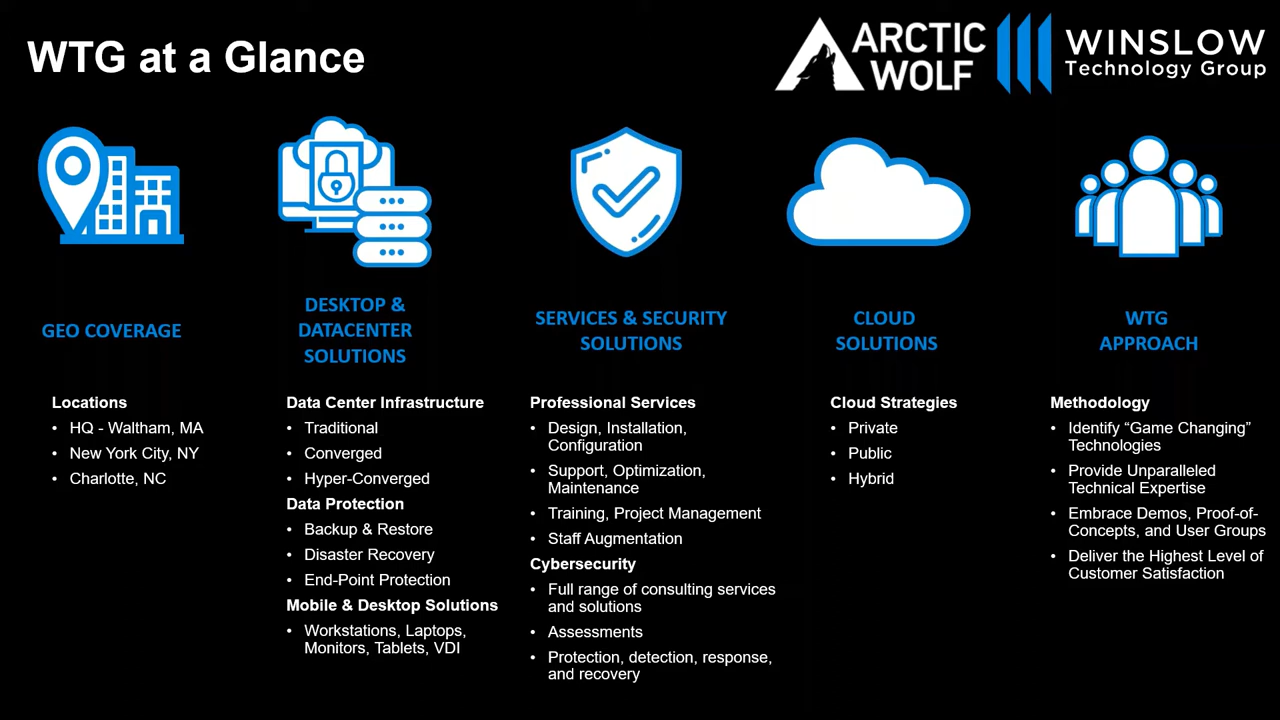 WTG at a Glance
ARCTIC
WOLF
WINSLOW
Technology Group
GEO COVERAGE
Locations
• HQ - Waltham, MA
• New York City, NY
• Charlotte, NC
DESKTOP &
DATACENTER
SOLUTIONS
Data Center Infrastructure
• Traditional
• Converged
• Hyper-Converged
Data Protection
• Backup & Restore
• Disaster Recovery
• End-Point Protection
Mobile & Desktop Solutions
• Workstations, Laptops,
Monitors, Tablets, VDI
SERVICES & SECURITY
SOLUTIONS
Professional Services
• Design, Installation,
Configuration
• Support, Optimization,
Maintenance
• Training, Project Management
• Staff Augmentation
Cybersecurity
• Full range of consulting services
and solutions
• Assessments
• Protection, detection, response,
and recovery
CLOUD
SOLUTIONS
Cloud Strategies
• Private
• Public
• Hybrid
WTG
APPROACH
Methodology
• Identify “Game Changing”
Technologies
• Provide Unparalleled
Technical Expertise
• Embrace Demos, Proof-of-
Concepts, and User Groups
• Deliver the Highest Level of
Customer Satisfaction